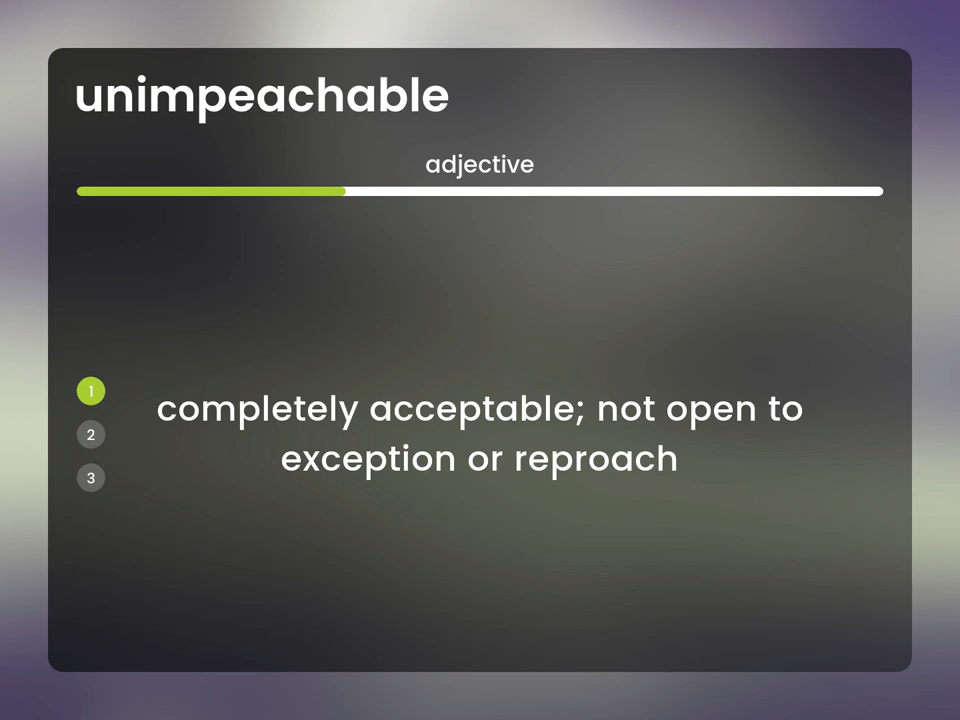 unimpeachable
adjective
1
completely acceptable; not open to
2
exception or reproach
3